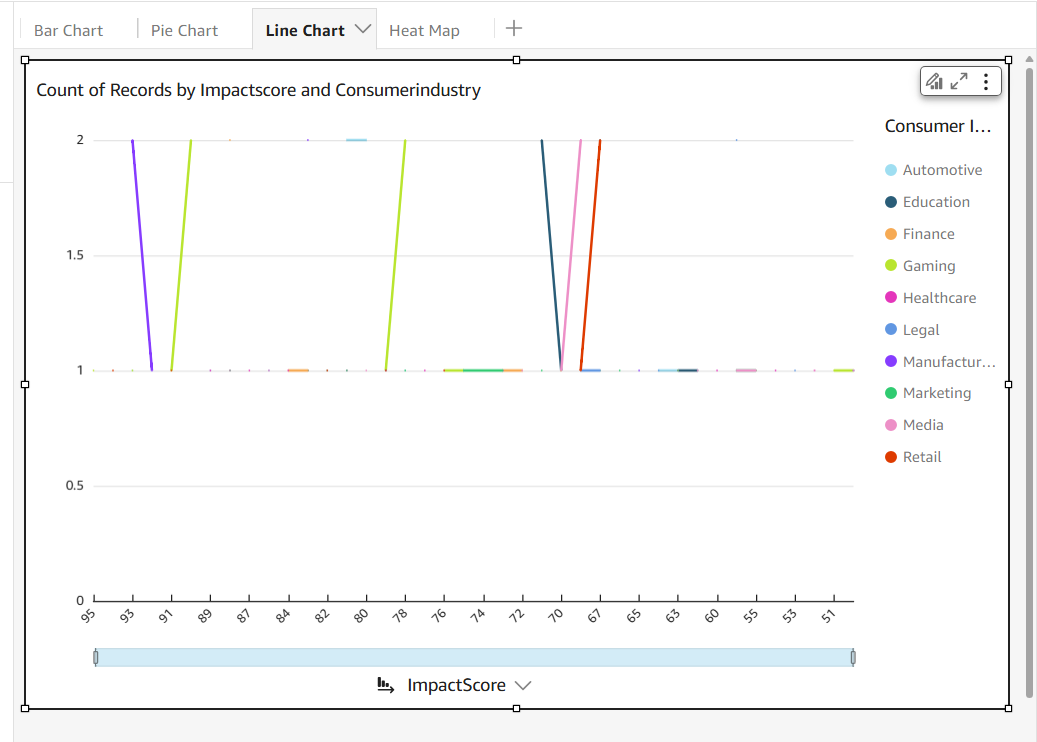 Bar Chart
Pie Chart
Line Chart
Heat Map
Count of Records by Impactscore and Consumerindustry
Consumer I...
Automotive
Education
Finance
Gaming
Healthcare
Legal
Manufactur...
Marketing
Media
Retail
2
1.5
1
0.5
0
95 93 91 89 87 84 82 80 78 76 74 72 70 67 65 63 60 55 53 51
ImpactScore